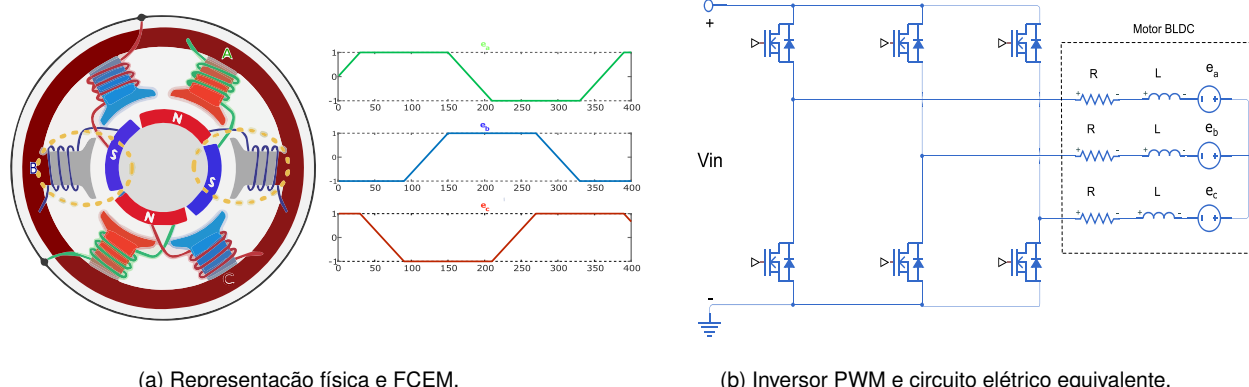 A
B
C
N
S
S
N
e_a
1
0
-1
0 50 100 150 200 250 300 350 400
e_b
1
0
-1
0 50 100 150 200 250 300 350 400
e_c
1
0
-1
0 50 100 150 200 250 300 350 400
(a) Representação física e FCEM.
+
Vin
-
Motor BLDC
R L e_a
+ - + - - +
R L e_b
+ - + - - +
R L e_c
+ - + - - +
(b) Inversor PWM e circuito elétrico equivalente.